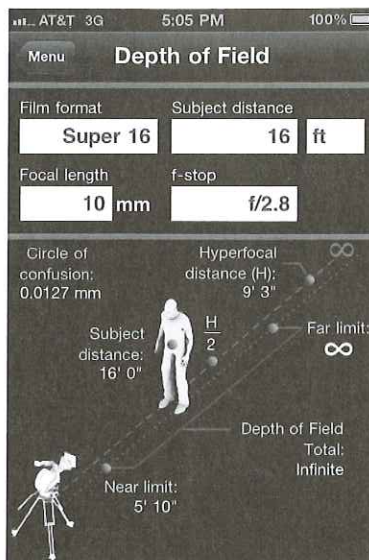 AT&T 3G 5:05 PM 100%
Menu Depth of Field
Film format Subject distance
Super 16 16 ft
Focal length f-stop
10 mm f/2.8
Circle of
confusion:
0.0127 mm
Hyperfocal
distance (H):
9' 3"
∞
Subject
distance:
16' 0"
H
2
Far limit:
∞
Depth of Field
Total:
Infinite
Near limit:
5' 10"